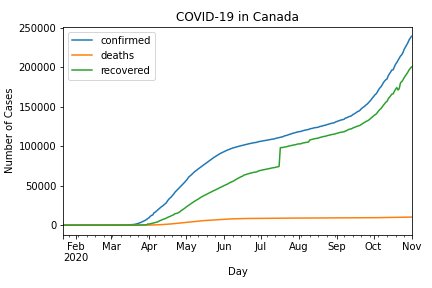 COVID-19 in Canada
250000
200000
150000
100000
50000
0
confirmed
deaths
recovered
Number of Cases
Feb Mar Apr May Jun Jul Aug Sep Oct Nov
2020
Day